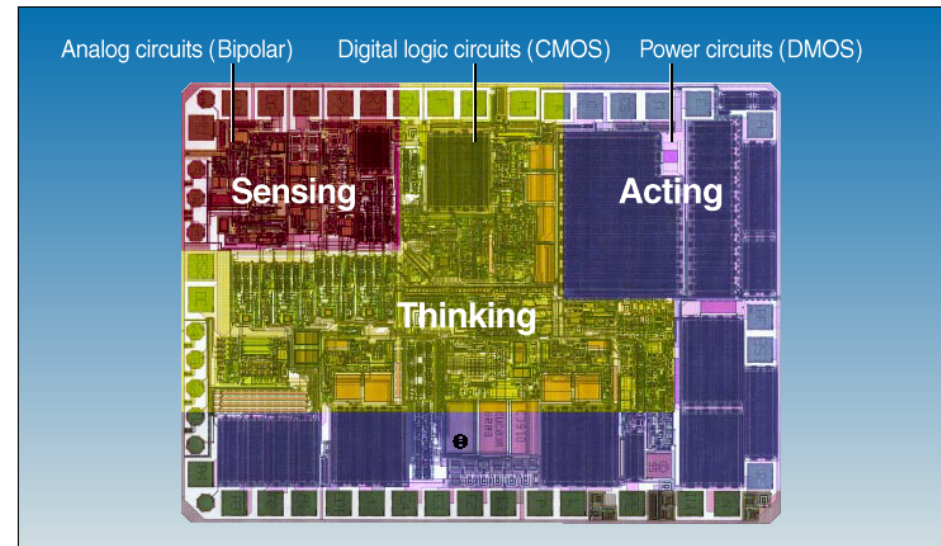 Analog circuits (Bipolar)
Digital logic circuits (CMOS)
Power circuits (DMOS)
Sensing
Acting
Thinking